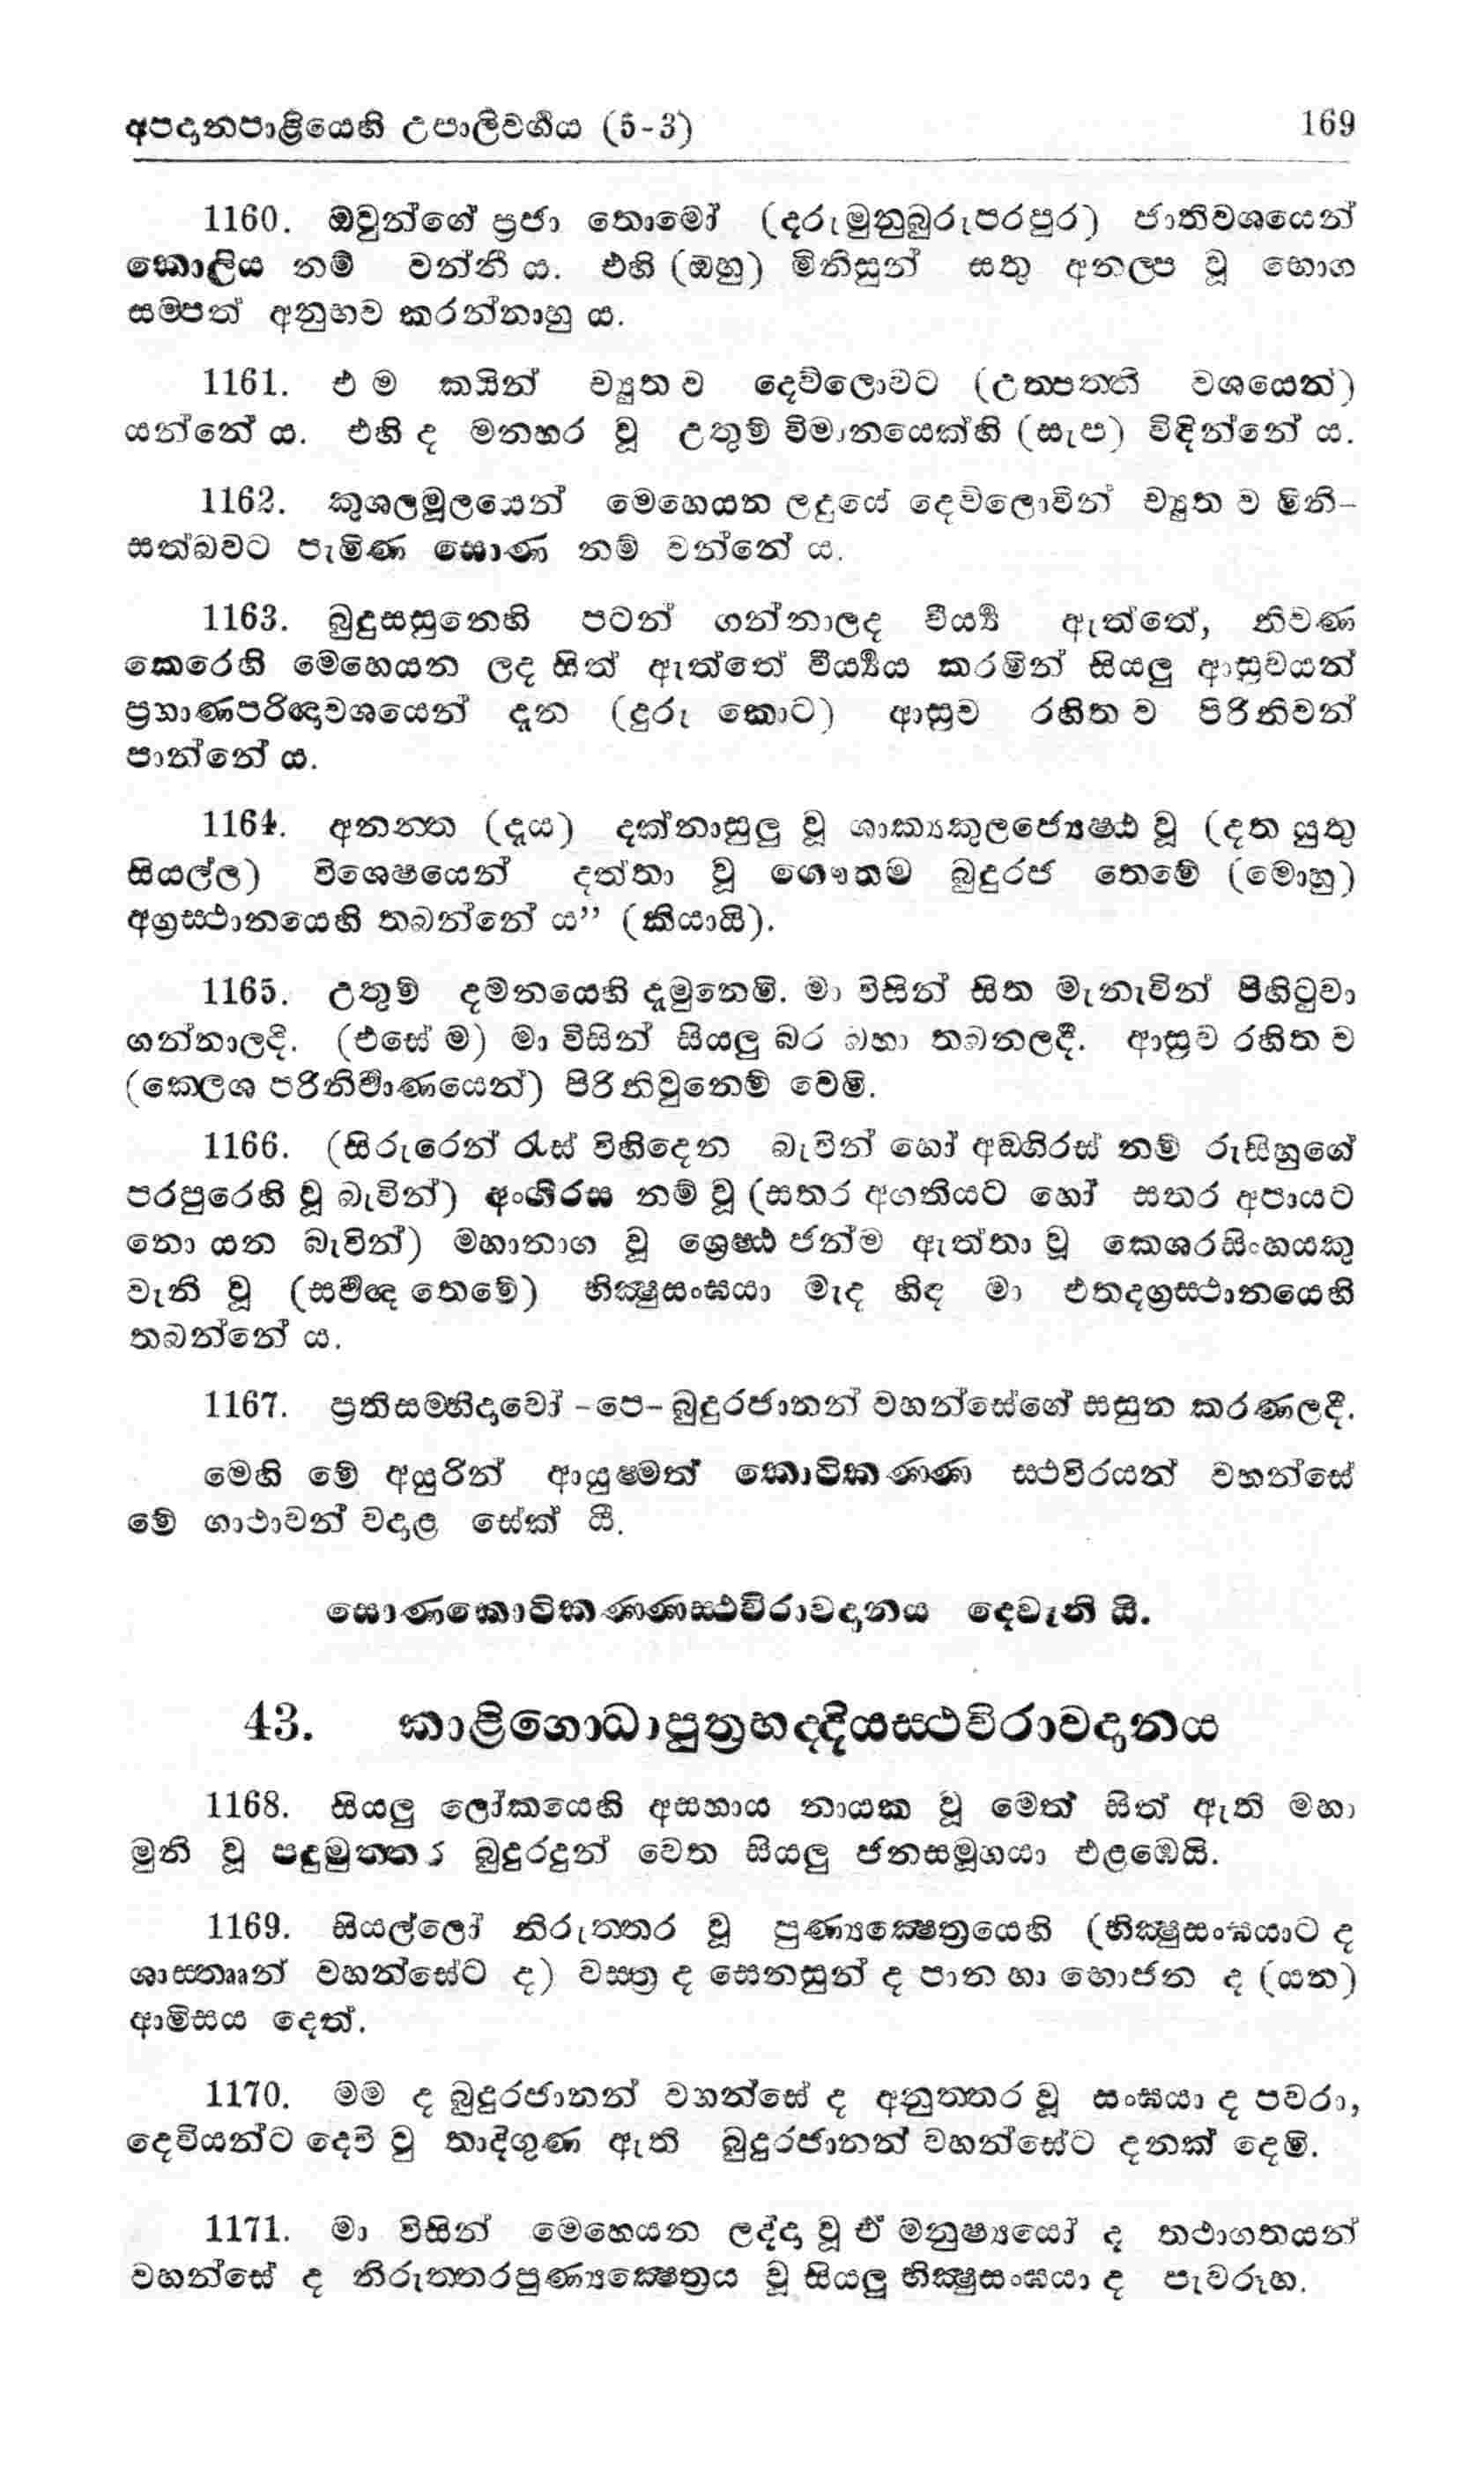 අපදානපාළියෙහි උපාලිවර්‍ගය (5-3) 169
1160. ඔවුන්ගේ ප්‍රජා තොමෝ (දරුමුනුබුරුපරපුර) ජාතිවශයෙන්
කොලිය නම් වන්නී ය. එහි (ඔහු) මිනිසුන් සතු අනල්‍ප වූ භොග
සම්පත් අනුභව කරන්නාහු ය.
1161. එ ම කයින් ච්‍යුත ව දෙව්ලොවට (උත්පත්ති වශයෙන්)
යන්නේ ය. එහි ද මනහර වූ උතුම් විමානයෙක්හි (සැප) විඳින්නේ ය.
1162. කුශලමූලයෙන් මෙහෙයන ලදුයේ දෙව්ලොවින් ච්‍යුත ව මිනි-
සත්බවට පැමිණ සොණ නම් වන්නේ ය.
1163. බුදුසසුනෙහි පටන් ගන්නාලද වීර්‍ය්‍ය ඇත්තේ, නිවණ
කෙරෙහි මෙහෙයන ලද සිත් ඇත්තේ වීර්‍ය්‍යය කරමින් සියලු ආස්‍රවයන්
ප්‍රහාණපරිඥාවශයෙන් දැන (දුරු කොට) ආස්‍රව රහිත ව පිරිනිවන්
පාන්නේ ය.
1164. අනන්ත (දෑය) දක්නාසුලු වූ ශාක්‍යකුලජ්‍යෙෂ්ඨ වූ (දත යුතු
සියල්ල) විශෙෂයෙන් දත්තා වූ ගෞතම බුදුරජ තෙමේ (මොහු)
අග්‍රස්ථානයෙහි තබන්නේ ය” (කියායි).
1165. උතුම් දමනයෙහි දැමුනෙමි. මා විසින් සිත මැනැවින් පිහිටුවා
ගන්නාලදි. (එසේ ම) මා විසින් සියලු බර බහා තබනලදී. ආස්‍රව රහිත ව
(ක්ලෙශ පරිනිර්‍වාණයෙන්) පිරිනිවුනෙම් වෙමි.
1166. (සිරුරෙන් රැස් විහිදෙන බැවින් හෝ අඞ්ගිරස් නම් රුසිහුගේ
පරපුරෙහි වූ බැවින්) අංගීරස නම් වූ (සතර අගතියට හෝ සතර අපායට
නො යන බැවින්) මහානාග වූ ශ්‍රෙෂ්ඨ ජන්ම ඇත්තා වූ කෙශරසිංහයකු
වැනි වූ (සර්‍වඥ තෙමේ) භික්ෂුසංඝයා මැද හිඳ මා එතදග්‍රස්ථානයෙහි
තබන්නේ ය.
1167. ප්‍රතිසම්භිදාවෝ -පෙ- බුදුරජානන් වහන්සේගේ සසුන කරණලදී.
මෙහි මේ අයුරින් ආයුෂ්මත් කොටිකණ්ණ ස්ථවිරයන් වහන්සේ
මේ ගාථාවන් වදාළ සේක් යී.
සොණකොටිකණ්ණස්ථවිරාවදානය දෙවැනි යි.
43. කාළිගොධාපුත්‍රභද්දියස්ථවිරාවදානය
1168. සියලු ලෝකයෙහි අසහාය නායක වූ මෙත් සිත් ඇති මහා
මුනි වූ පදුමුත්තර බුදුරදුන් වෙත සියලු ජනසමූහයා එළඹෙයි.
1169. සියල්ලෝ නිරුත්තර වූ පුණ්‍යක්ෂෙත්‍රයෙහි (භික්ෂුසංඝයාට ද
ශාස්තෲන් වහන්සේට ද) වස්ත්‍ර ද සෙනසුන් ද පාන හා භොජන ද (යන)
ආමිසය දෙත්.
1170. මම ද බුදුරජානන් වහන්සේ ද අනුත්තර වූ සංඝයා ද පවරා,
දෙවියන්ට දෙවි වූ තාදිගුණ ඇති බුදුරජානන් වහන්සේට දනක් දෙමි.
1171. මා විසින් මෙහෙයන ලද්දා වූ ඒ මනුෂ්‍යයෝ ද තථාගතයන්
වහන්සේ ද නිරුත්තරපුණ්‍යක්ෂෙත්‍රය වූ සියලු භික්ෂුසංඝයා ද පැවරූහ.